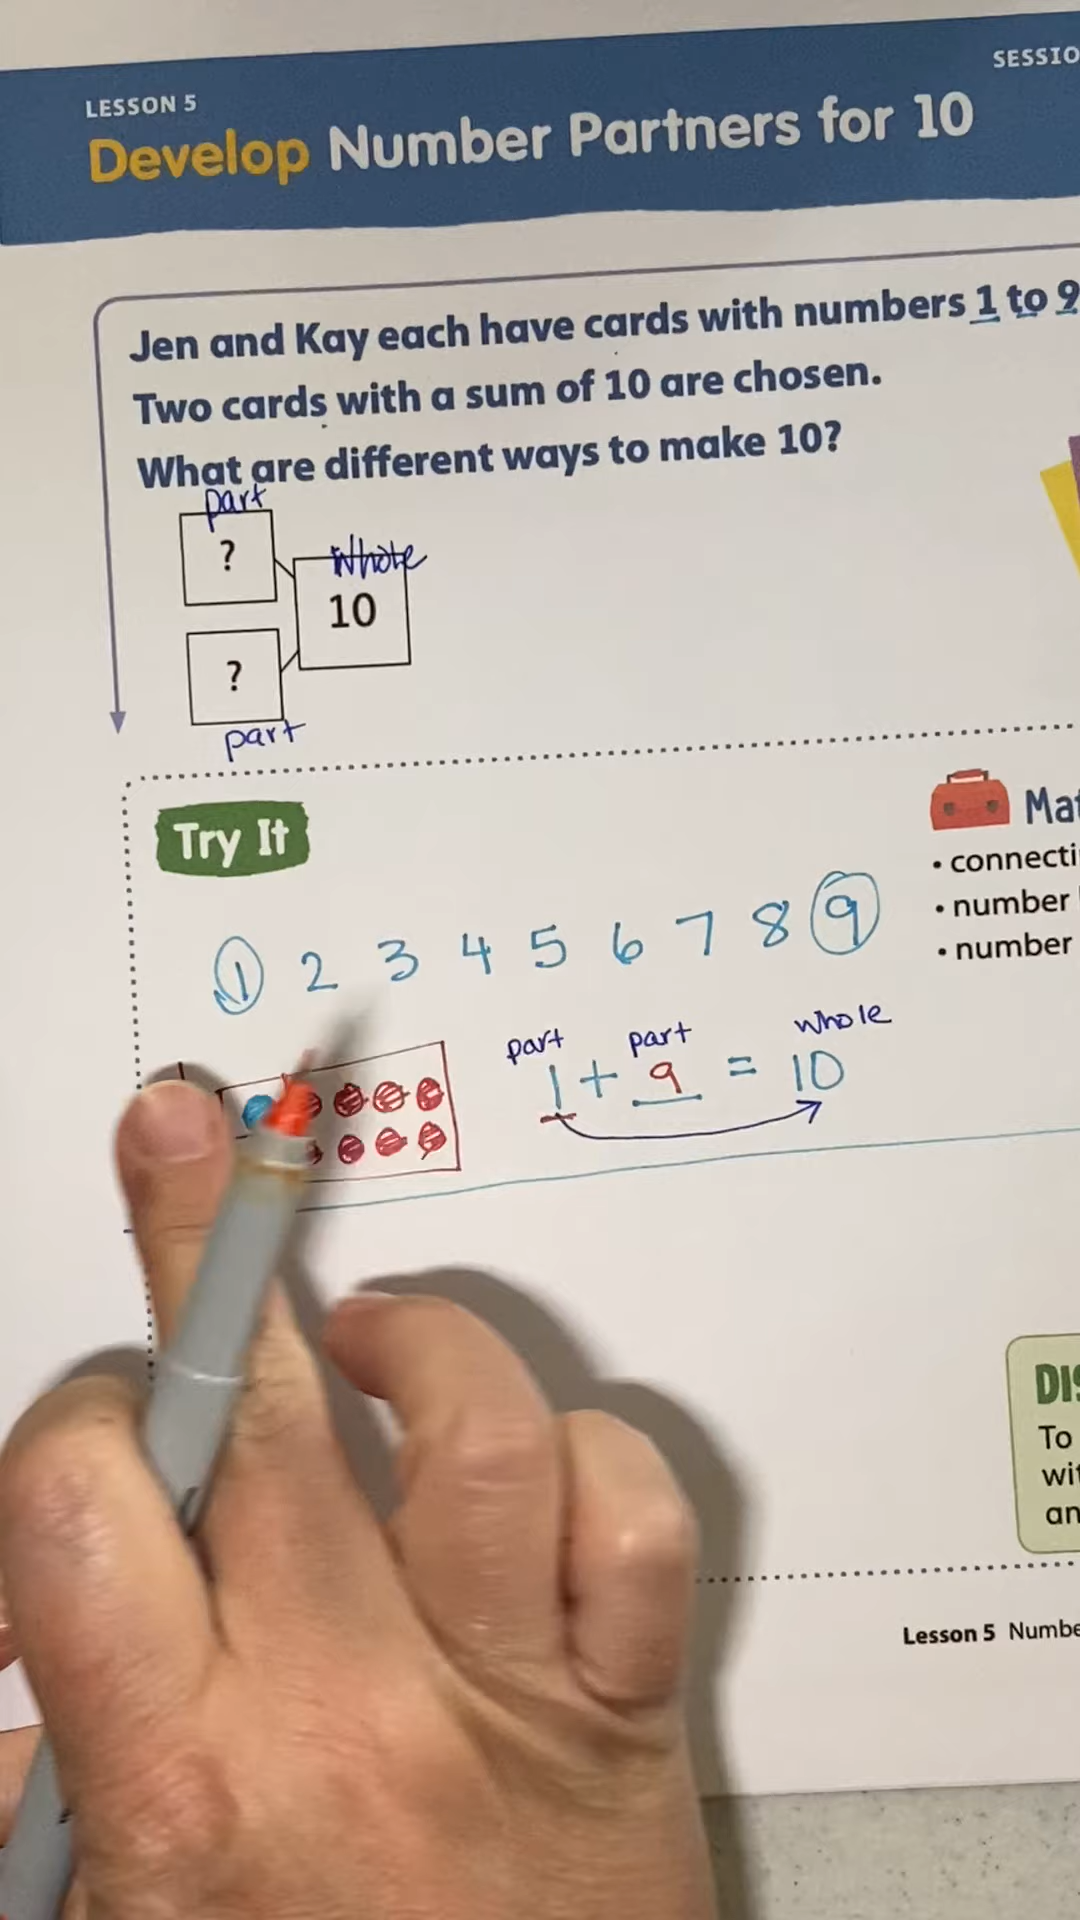 LESSON 5
SESSIO
Develop Number Partners for 10
Jen and Kay each have cards with numbers 1 to 9
Two cards with a sum of 10 are chosen.
What are different ways to make 10?
part
?
Whole
10
?
part
Try It
Mat
• connecti
• number
• number
1 2 3 4 5 6 7 8 9
part part whole
1 + 9 = 10
DIS
To
wit
an
Lesson 5 Numbe